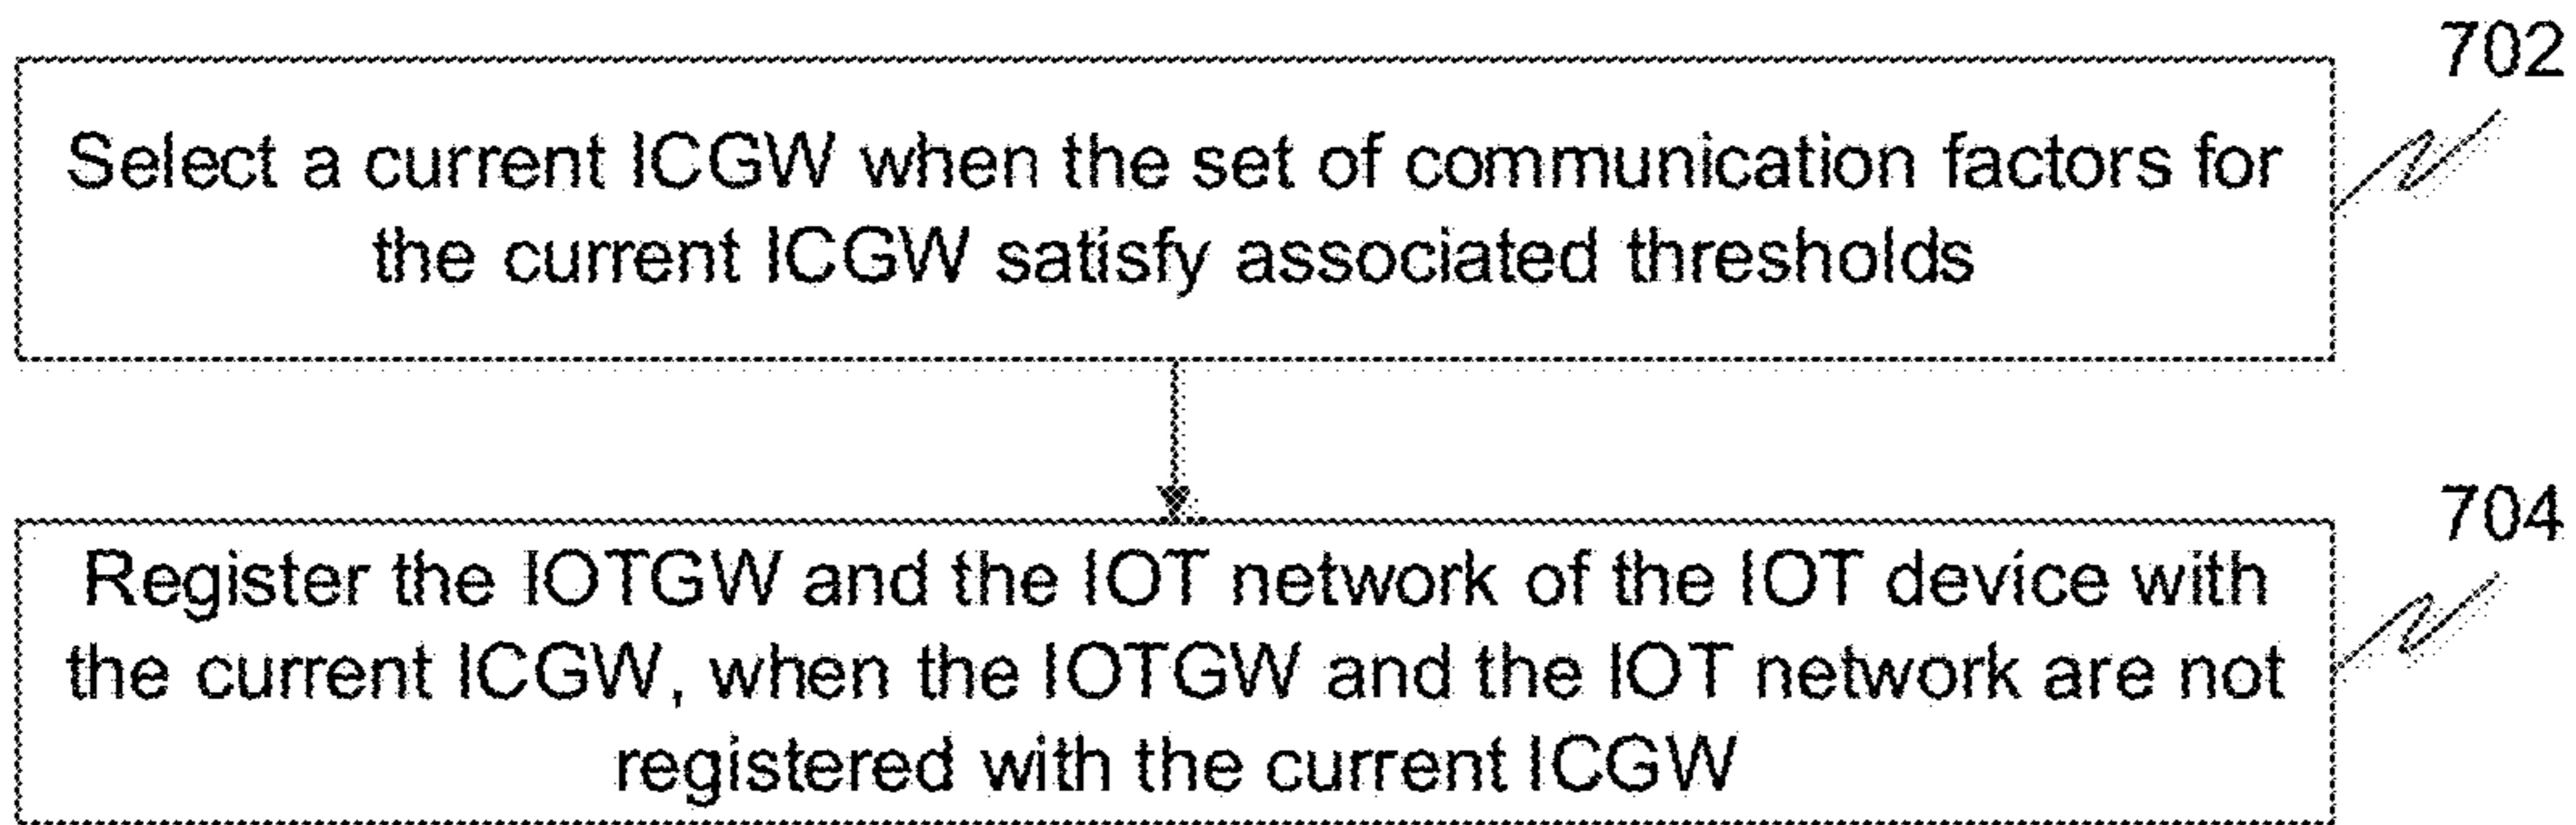 702
Select a current ICGW when the set of communication factors for
the current ICGW satisfy associated thresholds
704
Register the IOTGW and the IOT network of the IOT device with
the current ICGW, when the IOTGW and the IOT network are not
registered with the current ICGW